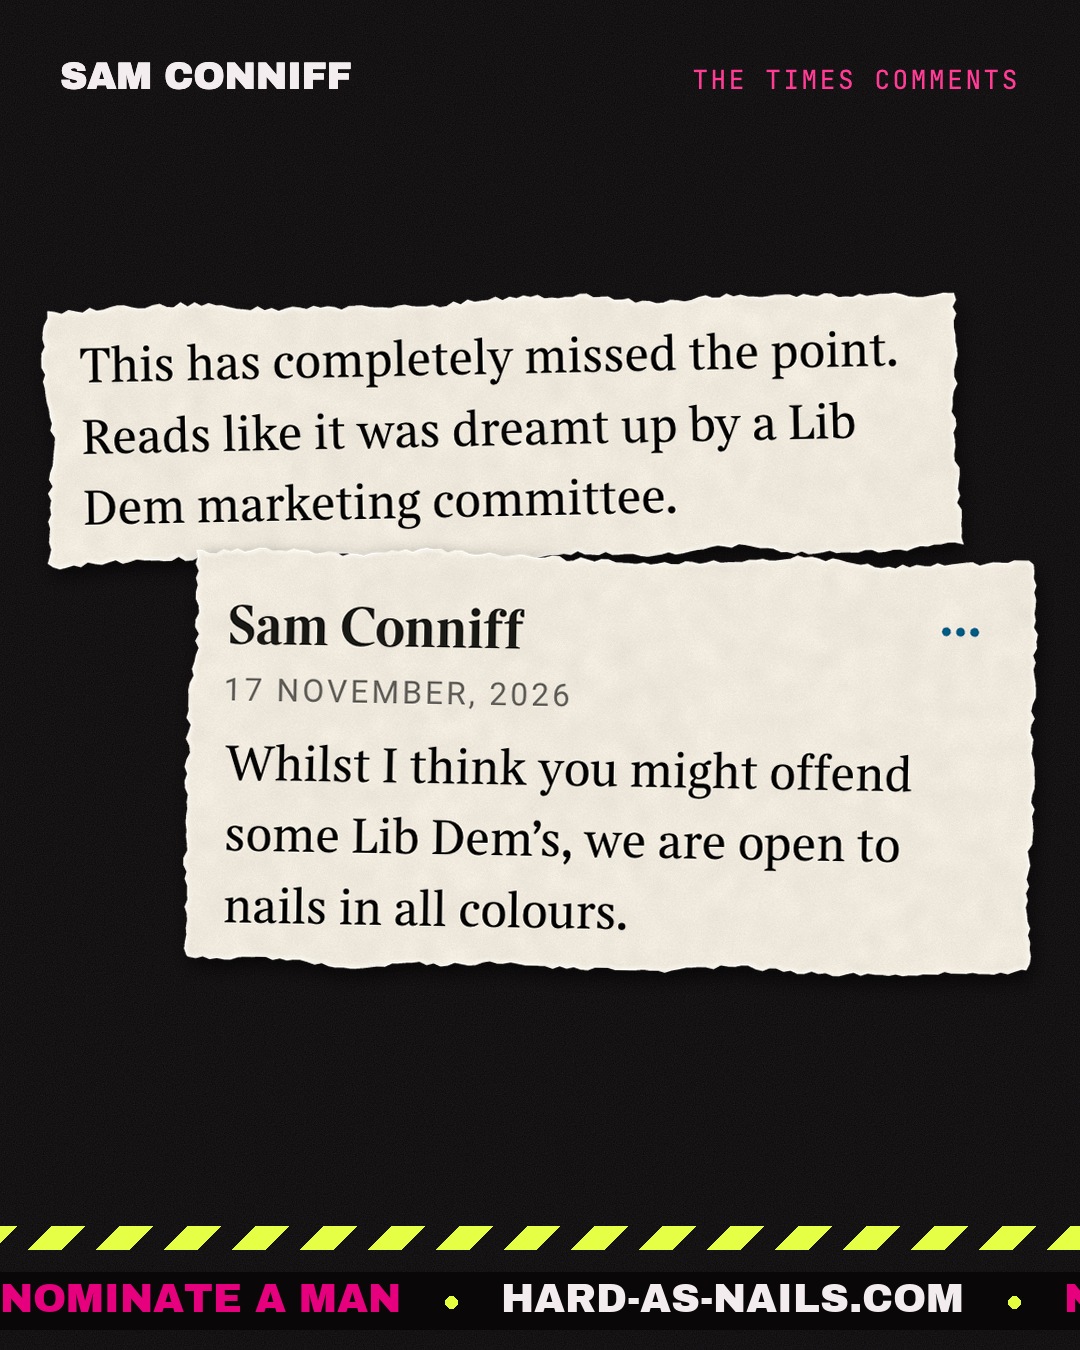 SAM CONNIFF
THE TIMES COMMENTS
This has completely missed the point.
Reads like it was dreamt up by a Lib
Dem marketing committee.
Sam Conniff
17 NOVEMBER, 2026
Whilst I think you might offend
some Lib Dem’s, we are open to
nails in all colours.
NOMINATE A MAN • HARD-AS-NAILS.COM •